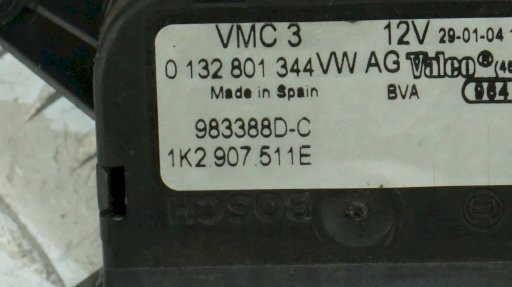 VMC 3 12V 29-01-04
0 132 801 344 VW AG Valeo®
Made in Spain BVA 964
983388D-C
1K2.907.511E
BOSCH